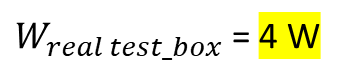 W_real test_box = 4 W